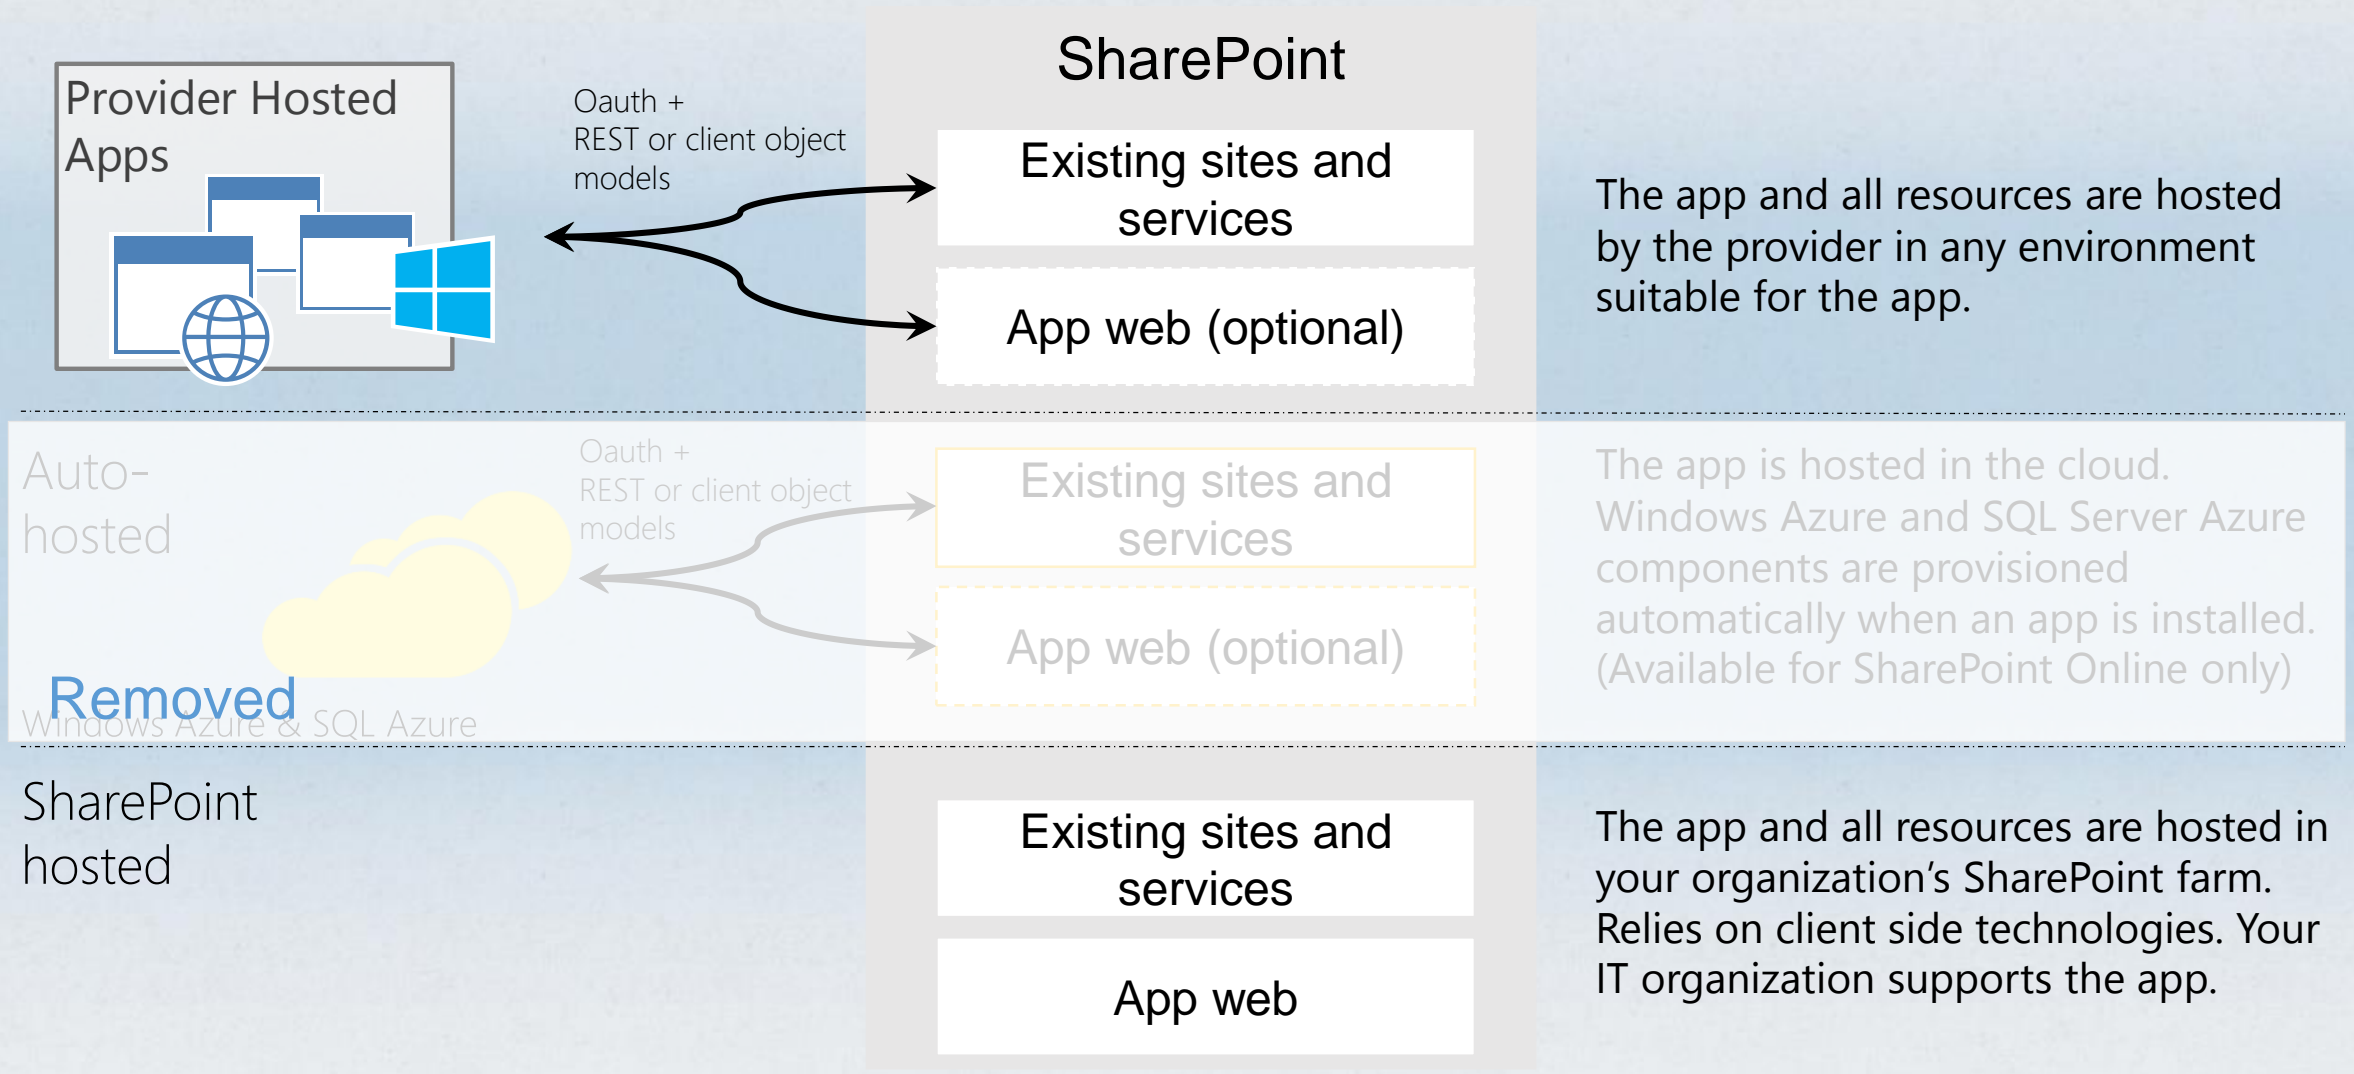 SharePoint
Provider Hosted
Apps
Oauth +
REST or client object
models
Existing sites and
services
App web (optional)
The app and all resources are hosted
by the provider in any environment
suitable for the app.
Auto-
hosted
Oauth +
REST or client object
models
Removed
Windows Azure & SQL Azure
Existing sites and
services
App web (optional)
The app is hosted in the cloud.
Windows Azure and SQL Server Azure
components are provisioned
automatically when an app is installed.
(Available for SharePoint Online only)
SharePoint
hosted
Existing sites and
services
App web
The app and all resources are hosted in
your organization’s SharePoint farm.
Relies on client side technologies. Your
IT organization supports the app.